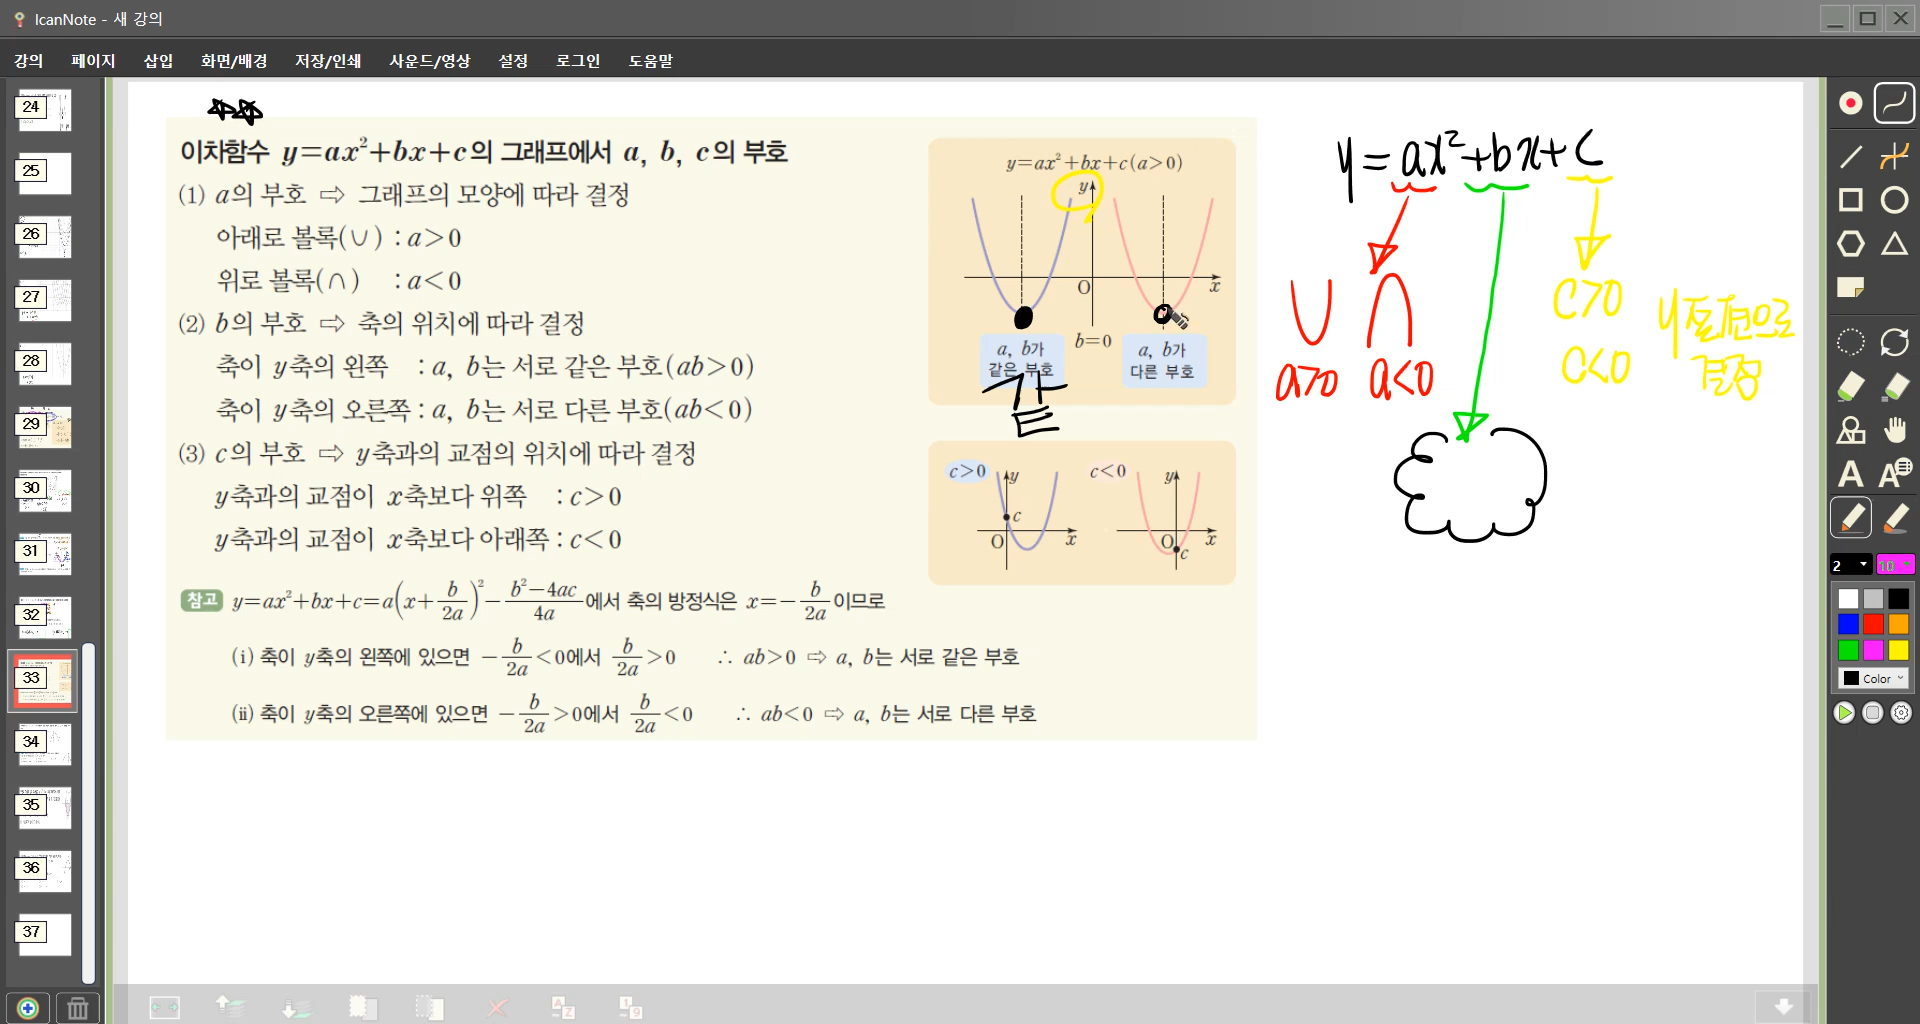 IcanNote - 새 강의
강의 페이지 삽입 화면/배경 저장/인쇄 사운드/영상 설정 로그인 도움말
24
25
26
27
28
29
30
31
32
33
34
35
36
37
이차함수 y=ax²+bx+c의 그래프에서 a, b, c의 부호
(1) a의 부호 ⇨ 그래프의 모양에 따라 결정
아래로 볼록(∪) : a>0
위로 볼록(∩) : a<0
(2) b의 부호 ⇨ 축의 위치에 따라 결정
축이 y축의 왼쪽 : a, b는 서로 같은 부호(ab>0)
축이 y축의 오른쪽 : a, b는 서로 다른 부호(ab<0)
(3) c의 부호 ⇨ y축과의 교점의 위치에 따라 결정
y축과의 교점이 x축보다 위쪽 : c>0
y축과의 교점이 x축보다 아래쪽 : c<0
참고 y=ax²+bx+c=a(x+b/2a)²-(b²-4ac)/4a에서 축의 방정식은 x=-b/2a이므로
(ⅰ) 축이 y축의 왼쪽에 있으면 -b/2a<0에서 b/2a>0 ∴ ab>0 ⇨ a, b는 서로 같은 부호
(ⅱ) 축이 y축의 오른쪽에 있으면 -b/2a>0에서 b/2a<0 ∴ ab<0 ⇨ a, b는 서로 다른 부호
y=ax²+bx+c(a>0)
y
O x
b=0
a, b가
같은 부호
a, b가
다른 부호
같
c>0 y
c
O x
c<0 y
O x
c
y=ax²+bx+c
a>0 a<0
c>0
c<0
y절편으로
결정
2 10
Color